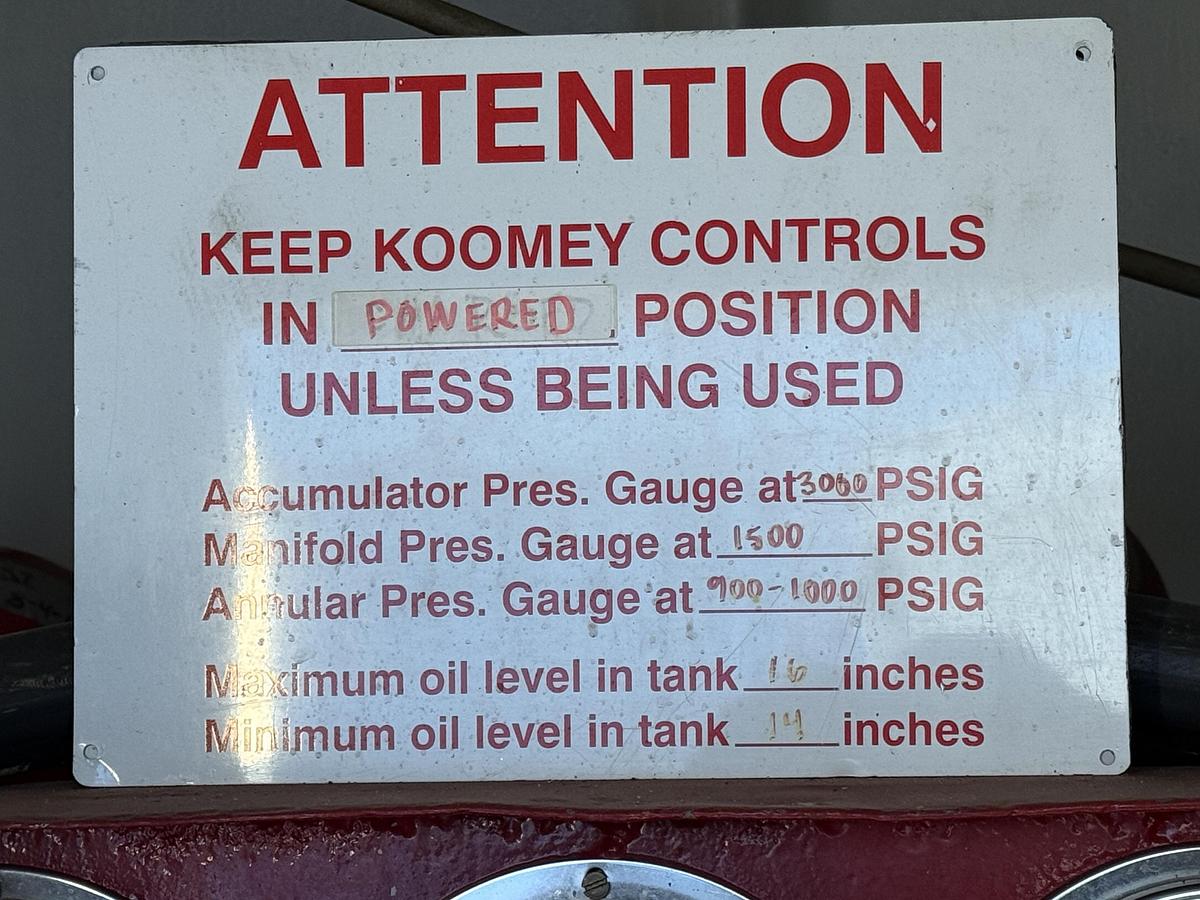 ATTENTION
KEEP KOOMEY CONTROLS
IN POWERED POSITION
UNLESS BEING USED
Accumulator Pres. Gauge at 3000 PSIG
Manifold Pres. Gauge at 1500 PSIG
Annular Pres. Gauge at 900-1000 PSIG
Maximum oil level in tank 16 inches
Minimum oil level in tank 14 inches